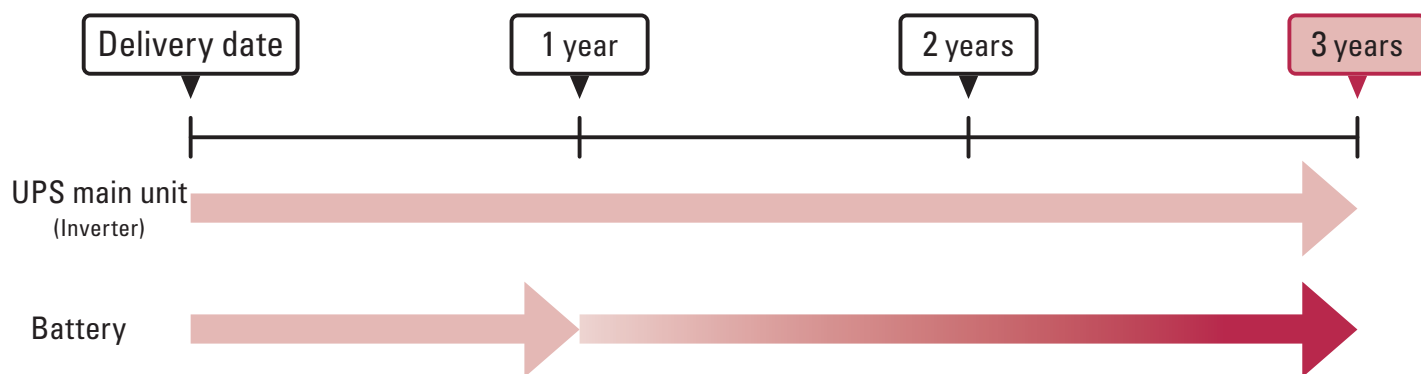 Delivery date
1 year
2 years
3 years
UPS main unit
(Inverter)
Battery